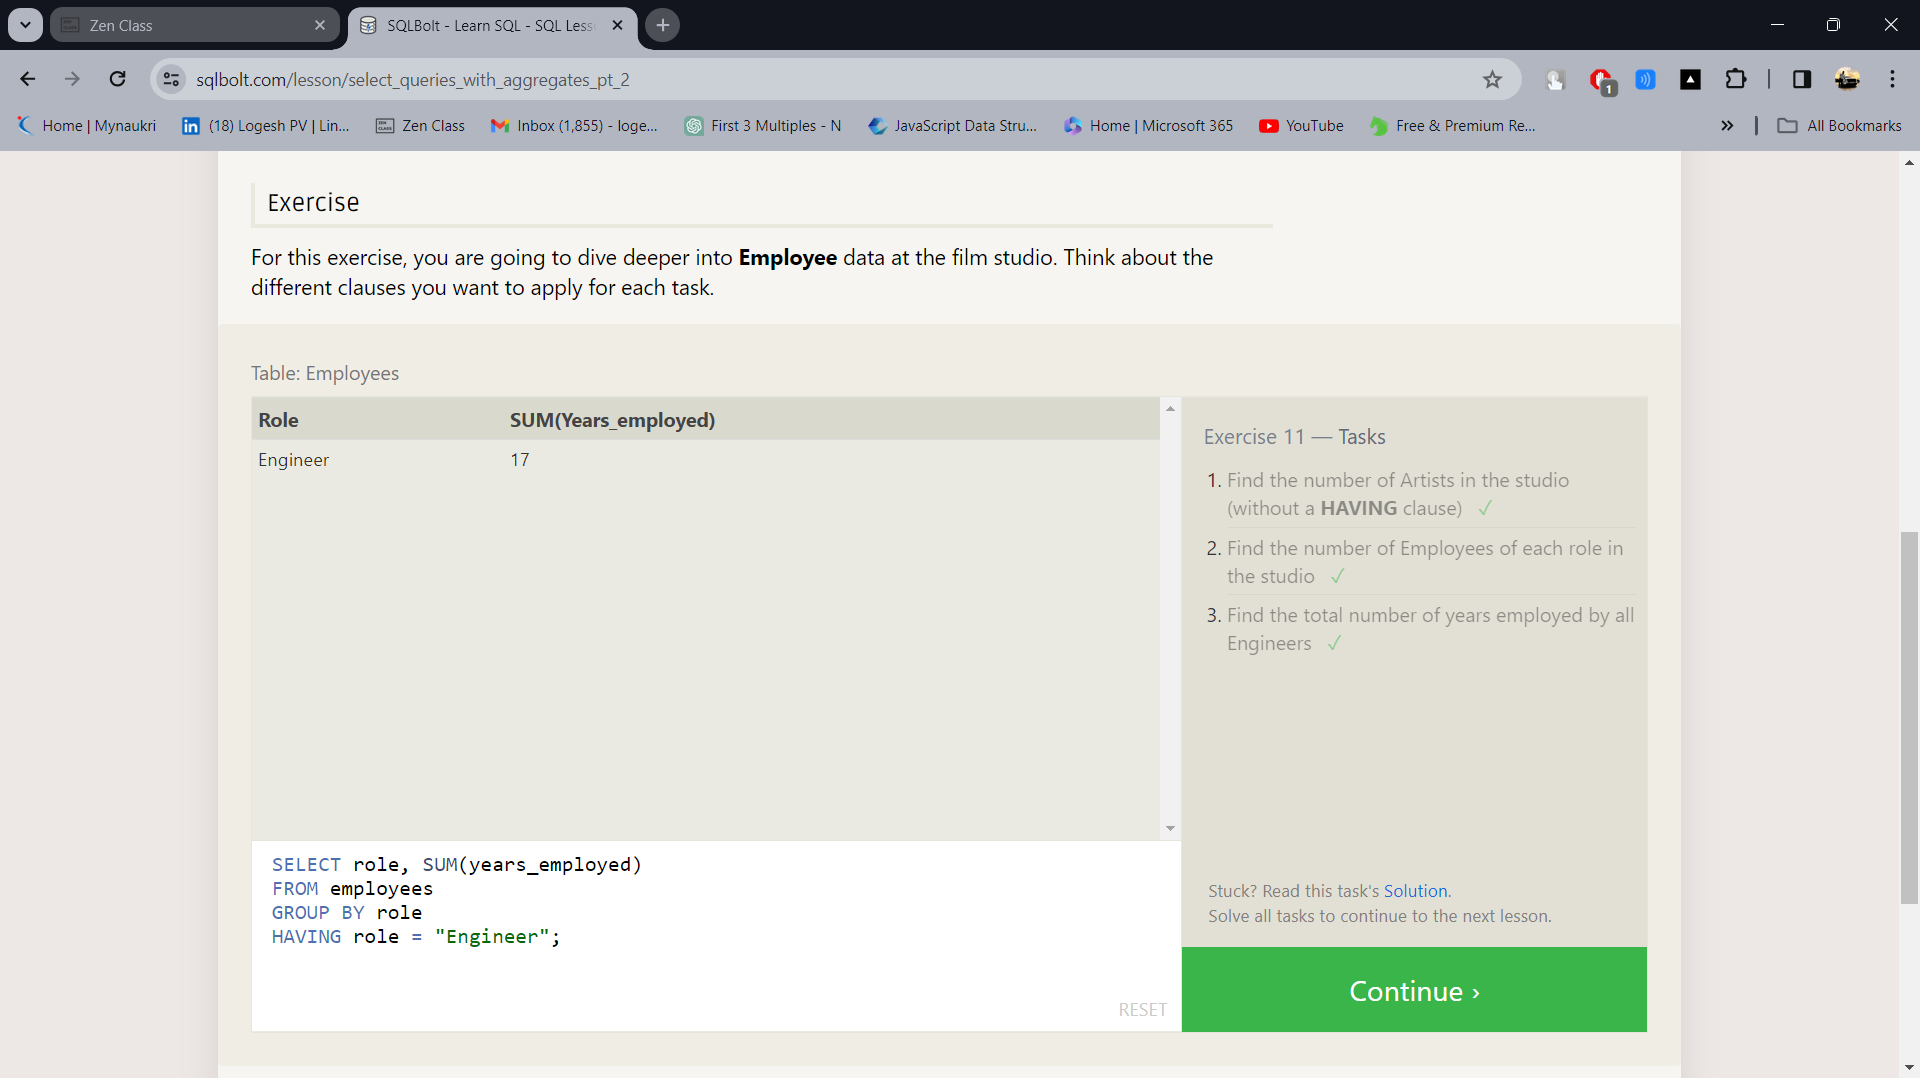 Zen Class
SQLBolt - Learn SQL - SQL Less
sqlbolt.com/lesson/select_queries_with_aggregates_pt_2
1
Home | Mynaukri
(18) Logesh PV | Lin...
Zen Class
Inbox (1,855) - loge...
First 3 Multiples - N
JavaScript Data Stru...
Home | Microsoft 365
YouTube
Free & Premium Re...
All Bookmarks
Exercise
For this exercise, you are going to dive deeper into Employee data at the film studio. Think about the
different clauses you want to apply for each task.
Table: Employees
Role SUM(Years_employed)
Engineer 17
Exercise 11 — Tasks
1. Find the number of Artists in the studio
(without a HAVING clause) ✓
2. Find the number of Employees of each role in
the studio ✓
3. Find the total number of years employed by all
Engineers ✓
SELECT role, SUM(years_employed)
FROM employees
GROUP BY role
HAVING role = "Engineer";
RESET
Stuck? Read this task's Solution.
Solve all tasks to continue to the next lesson.
Continue ›